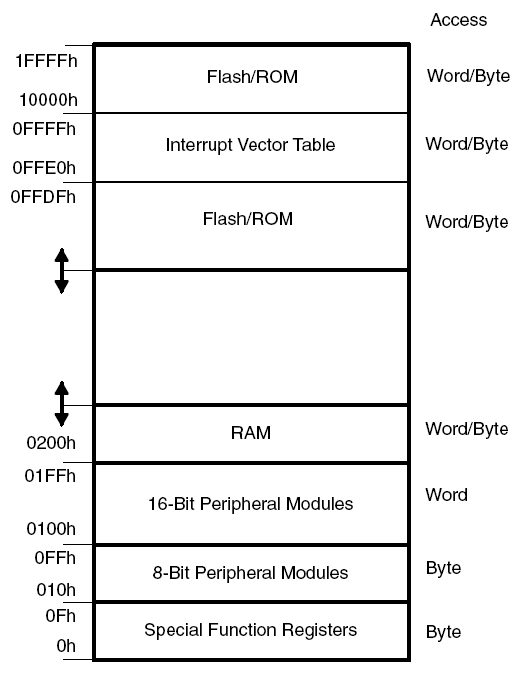 Access
1FFFFh
Flash/ROM
Word/Byte
10000h
0FFFFh
Interrupt Vector Table
Word/Byte
0FFE0h
0FFDFh
Flash/ROM
Word/Byte
RAM
Word/Byte
0200h
01FFh
Word
16-Bit Peripheral Modules
0100h
0FFh
8-Bit Peripheral Modules
Byte
010h
0Fh
Special Function Registers
Byte
0h